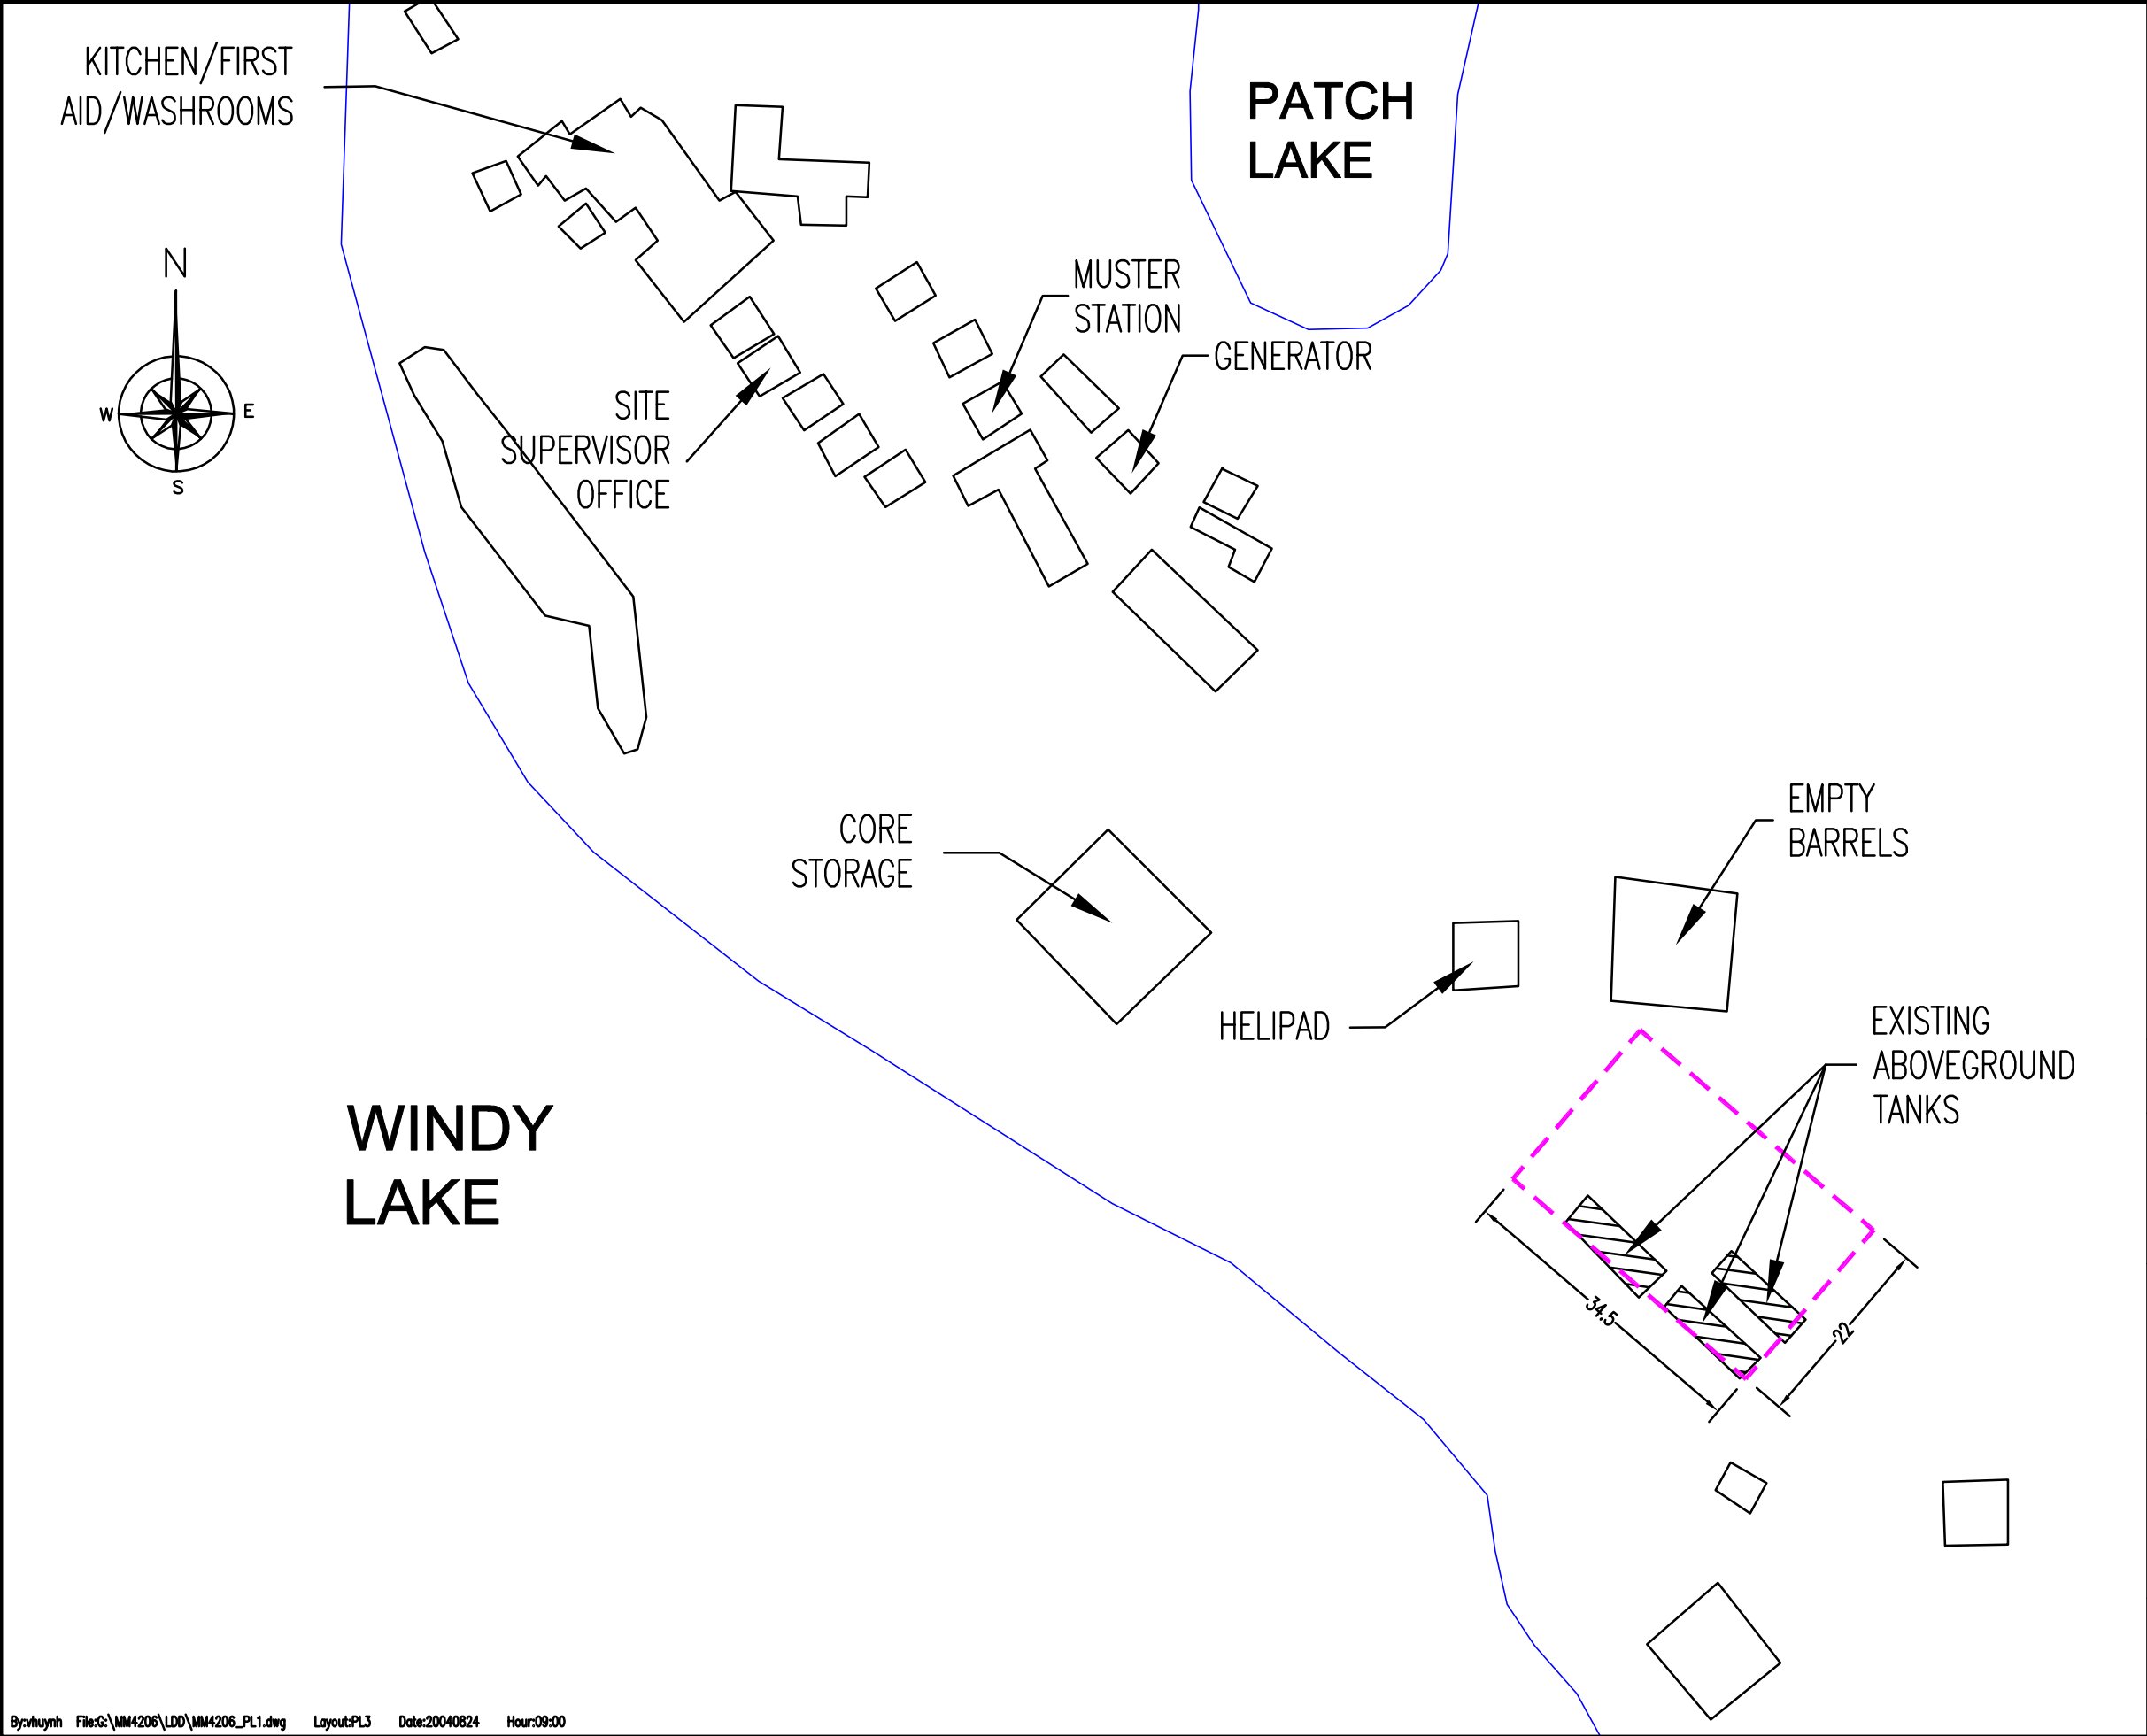 KITCHEN/FIRST
AID/WASHROOMS
PATCH
LAKE
N
W
E
S
MUSTER
STATION
GENERATOR
SITE
SUPERVISOR
OFFICE
CORE
STORAGE
EMPTY
BARRELS
HELIPAD
EXISTING
ABOVEGROUND
TANKS
WINDY
LAKE
34.5
22
By:vhuynh File:G:\MM4206\LDD\MM4206_PL1.dwg Layout:PL3 Date:20040824 Hour:09:00